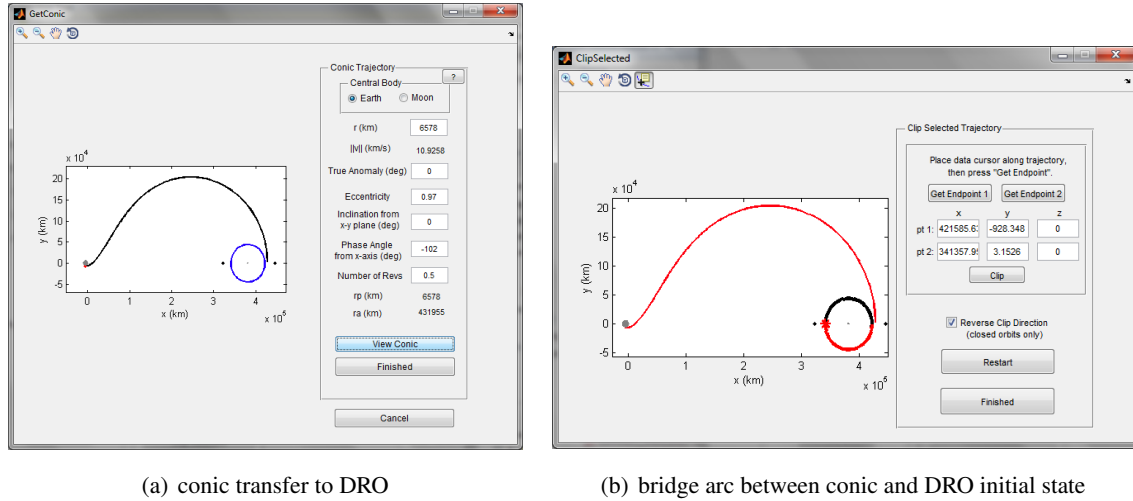 GetConic
Conic Trajectory
?
Central Body
Earth Moon
r (km) 6578
||v|| (km/s) 10.9258
True Anomaly (deg) 0
Eccentricity 0.97
Inclination from
x-y plane (deg) 0
Phase Angle
from x-axis (deg) -102
Number of Revs 0.5
rp (km) 6578
ra (km) 431955
View Conic
Finished
Cancel
x 10^4
20
15
10
5
0
-5
y (km)
0 1 2 3 4
x (km)
x 10^5
(a) conic transfer to DRO
ClipSelected
Clip Selected Trajectory
Place data cursor along trajectory,
then press "Get Endpoint".
Get Endpoint 1 Get Endpoint 2
x y z
pt 1: 421585.6 -928.348 0
pt 2: 341357.9 3.1526 0
Clip
Reverse Clip Direction
(closed orbits only)
Restart
Finished
x 10^4
20
15
10
5
0
-5
y (km)
0 1 2 3 4
x (km)
x 10^5
(b) bridge arc between conic and DRO initial state